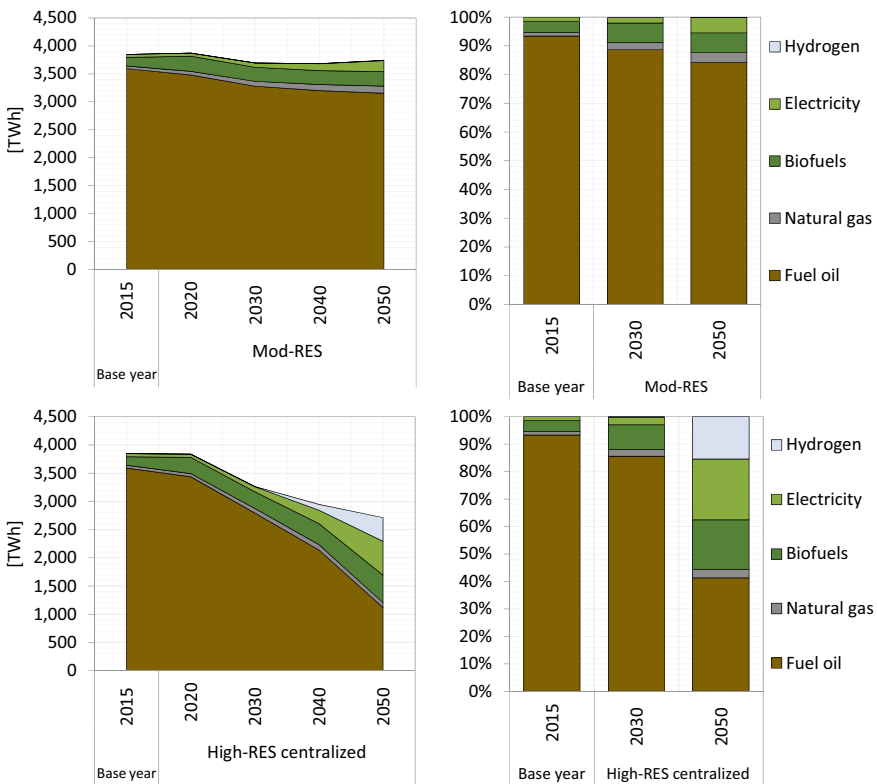 4,500
4,000
3,500
3,000
2,500
2,000
1,500
1,000
500
0
[TWh]
2015
2020
2030
2040
2050
Base year
Mod-RES
100%
90%
80%
70%
60%
50%
40%
30%
20%
10%
0%
2015
2030
2050
Base year
Mod-RES
Hydrogen
Electricity
Biofuels
Natural gas
Fuel oil
4,500
4,000
3,500
3,000
2,500
2,000
1,500
1,000
500
0
[TWh]
2015
2020
2030
2040
2050
Base year
High-RES centralized
100%
90%
80%
70%
60%
50%
40%
30%
20%
10%
0%
2015
2030
2050
Base year
High-RES centralized
Hydrogen
Electricity
Biofuels
Natural gas
Fuel oil